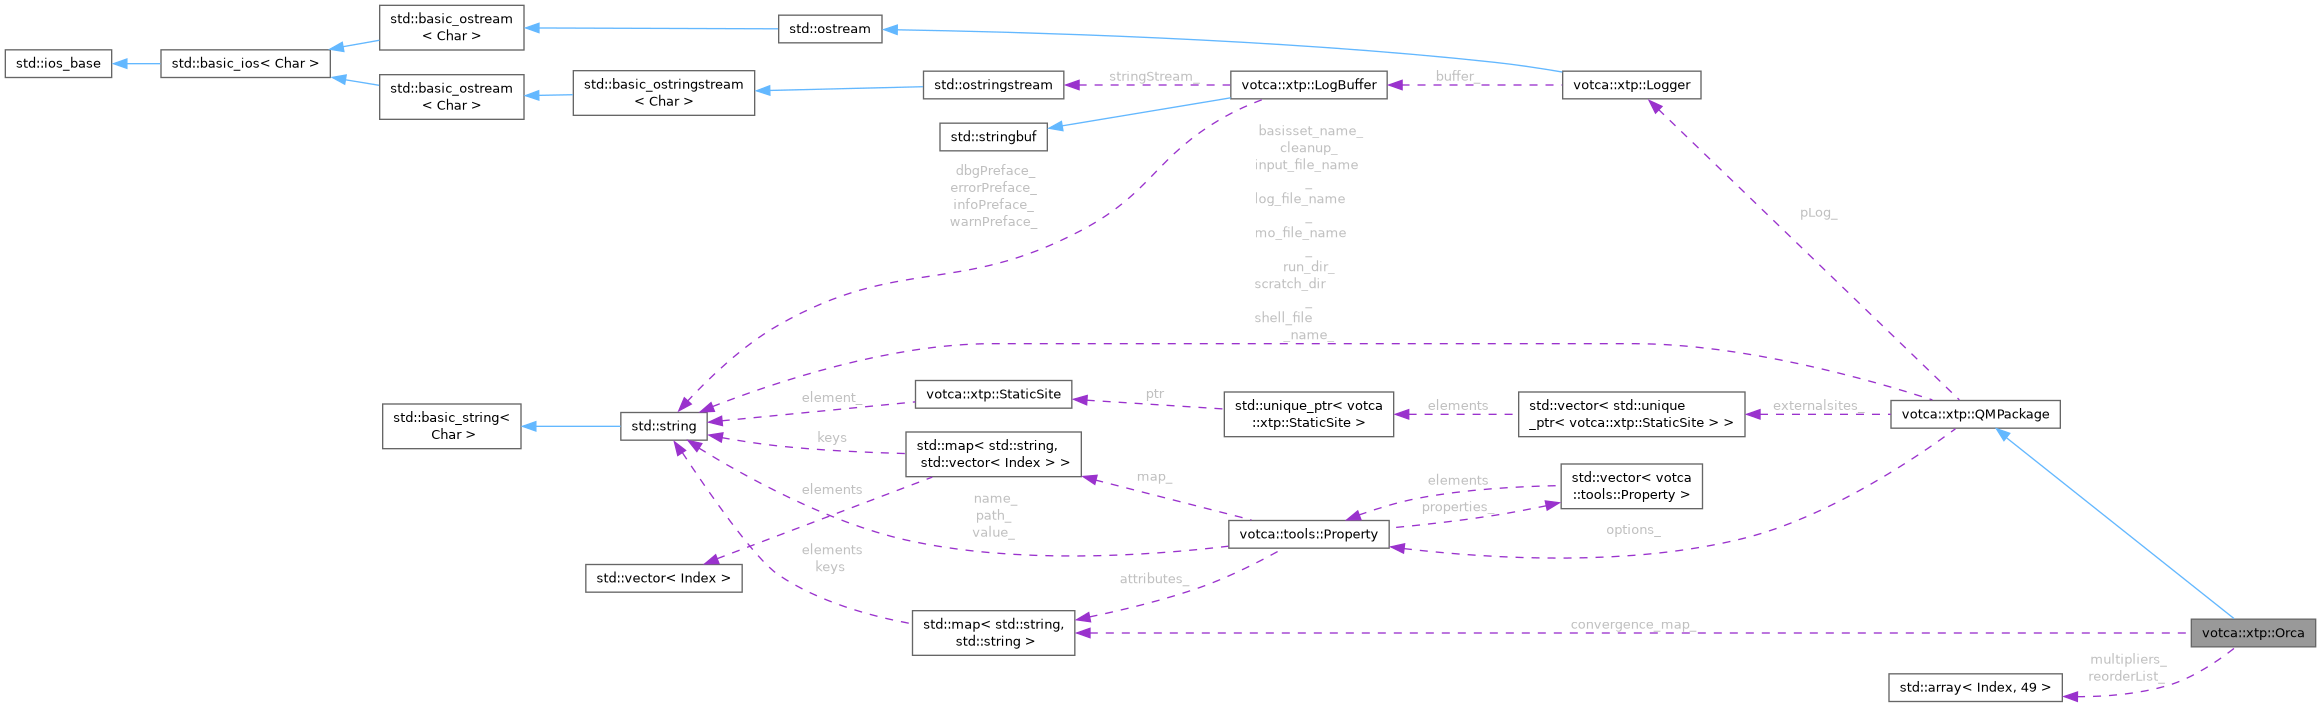 std::basic_ostream
< Char >
std::ostream
std::ios_base
std::basic_ios< Char >
std::basic_ostream
< Char >
std::basic_ostringstream
< Char >
std::ostringstream
stringStream_
votca::xtp::LogBuffer
buffer_
votca::xtp::Logger
std::stringbuf
dbgPreface_
errorPreface_
infoPreface_
warnPreface_
basisset_name_
cleanup_
input_file_name
_
log_file_name
_
mo_file_name
_
run_dir_
scratch_dir
_
shell_file
_name_
pLog_
std::basic_string<
Char >
std::string
element_
votca::xtp::StaticSite
ptr
std::unique_ptr< votca
::xtp::StaticSite >
elements
std::vector< std::unique
_ptr< votca::xtp::StaticSite > >
externalsites_
votca::xtp::QMPackage
keys
std::map< std::string,
std::vector< Index > >
map_
elements
std::vector< votca
::tools::Property >
properties_
elements
name_
path_
value_
votca::tools::Property
options_
std::vector< Index >
elements
keys
attributes_
std::map< std::string,
std::string >
convergence_map_
votca::xtp::Orca
multipliers_
reorderList_
std::array< Index, 49 >